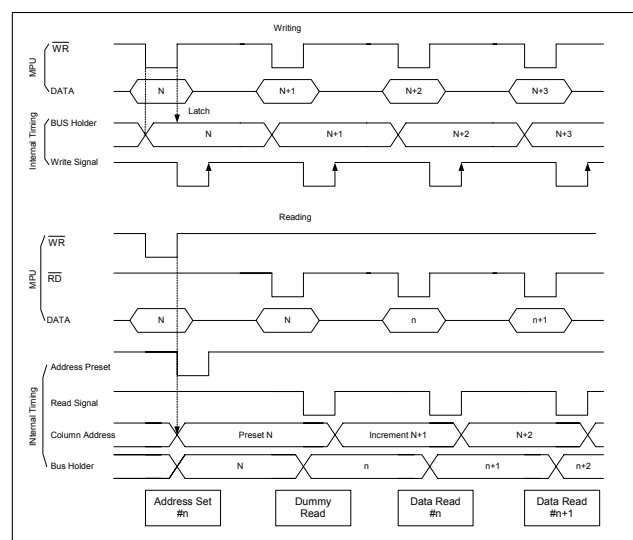 Writing
MPU
WR
DATA
N
N+1
N+2
N+3
Latch
Internal Timing
BUS Holder
N
N+1
N+2
N+3
Write Signal
Reading
MPU
WR
RD
DATA
N
N
n
n+1
INternal Timing
Address Preset
Read Signal
Column Address
Preset N
Increment N+1
N+2
Bus Holder
N
n
n+1
n+2
Address Set
#n
Dummy
Read
Data Read
#n
Data Read
#n+1